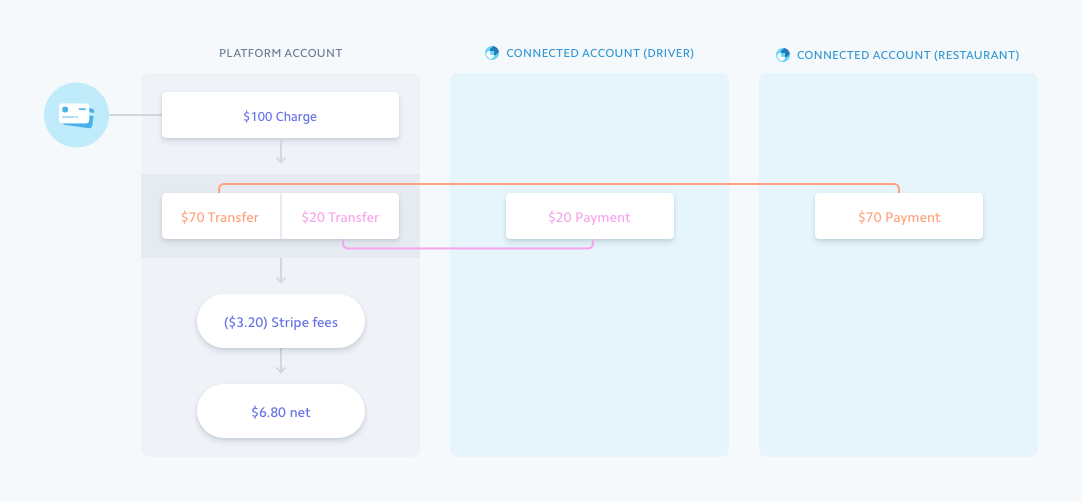 PLATFORM ACCOUNT
CONNECTED ACCOUNT (DRIVER)
CONNECTED ACCOUNT (RESTAURANT)
$100 Charge
$70 Transfer
$20 Transfer
$20 Payment
$70 Payment
($3.20) Stripe fees
$6.80 net